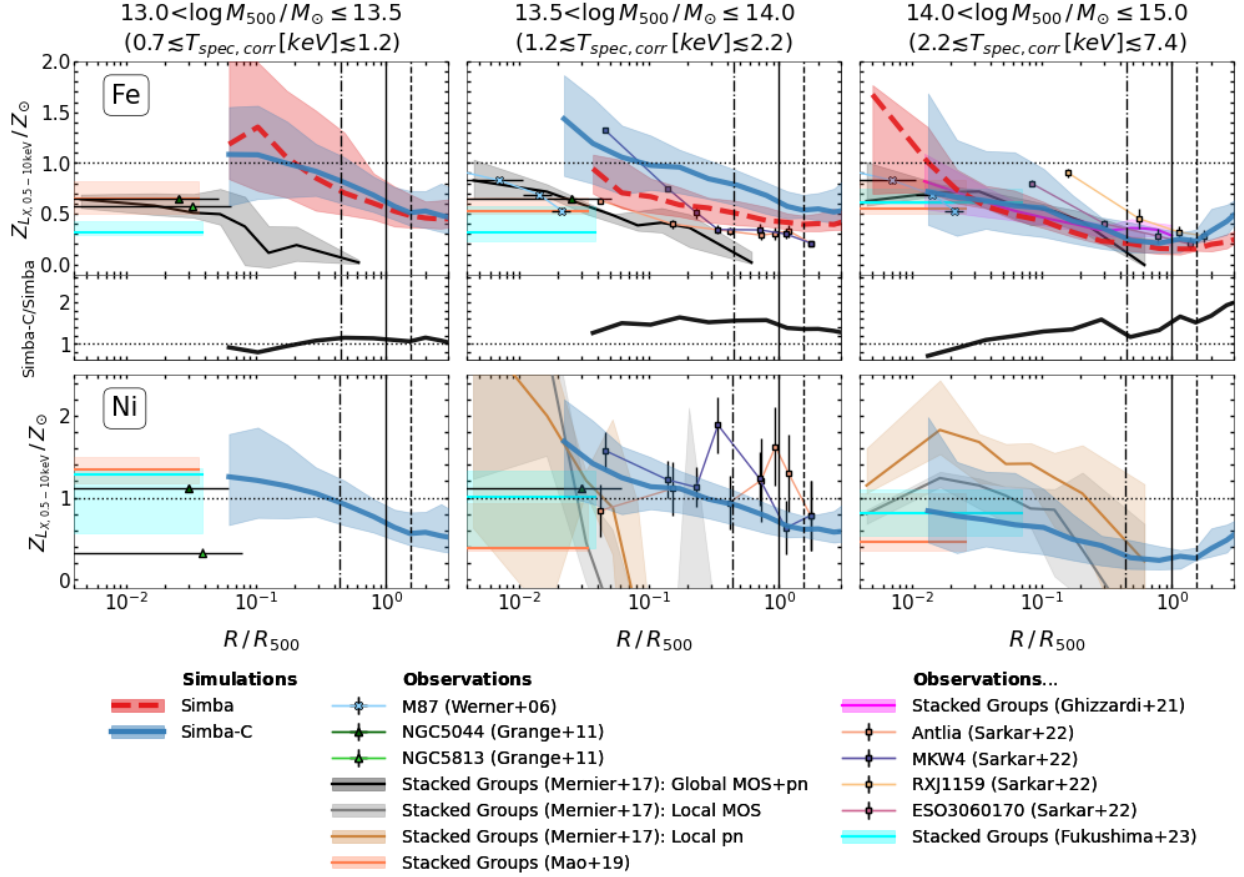 13.0<log M500/M⊙≤13.5
(0.7≲Tspec,corr[keV]≲1.2)
13.5<log M500/M⊙≤14.0
(1.2≲Tspec,corr[keV]≲2.2)
14.0<log M500/M⊙≤15.0
(2.2≲Tspec,corr[keV]≲7.4)
Fe
ZLX, 0.5−10keV/Z⊙
2.0
1.5
1.0
0.5
0.0
Simba-C/Simba
2
1
Ni
ZLX, 0.5−10keV/Z⊙
2
1
0
10−2
10−1
100
10−2
10−1
100
10−2
10−1
100
R/R500
R/R500
R/R500
Simulations
Simba
Simba-C
Observations
M87 (Werner+06)
NGC5044 (Grange+11)
NGC5813 (Grange+11)
Stacked Groups (Mernier+17): Global MOS+pn
Stacked Groups (Mernier+17): Local MOS
Stacked Groups (Mernier+17): Local pn
Stacked Groups (Mao+19)
Observations...
Stacked Groups (Ghizzardi+21)
Antlia (Sarkar+22)
MKW4 (Sarkar+22)
RXJ1159 (Sarkar+22)
ESO3060170 (Sarkar+22)
Stacked Groups (Fukushima+23)